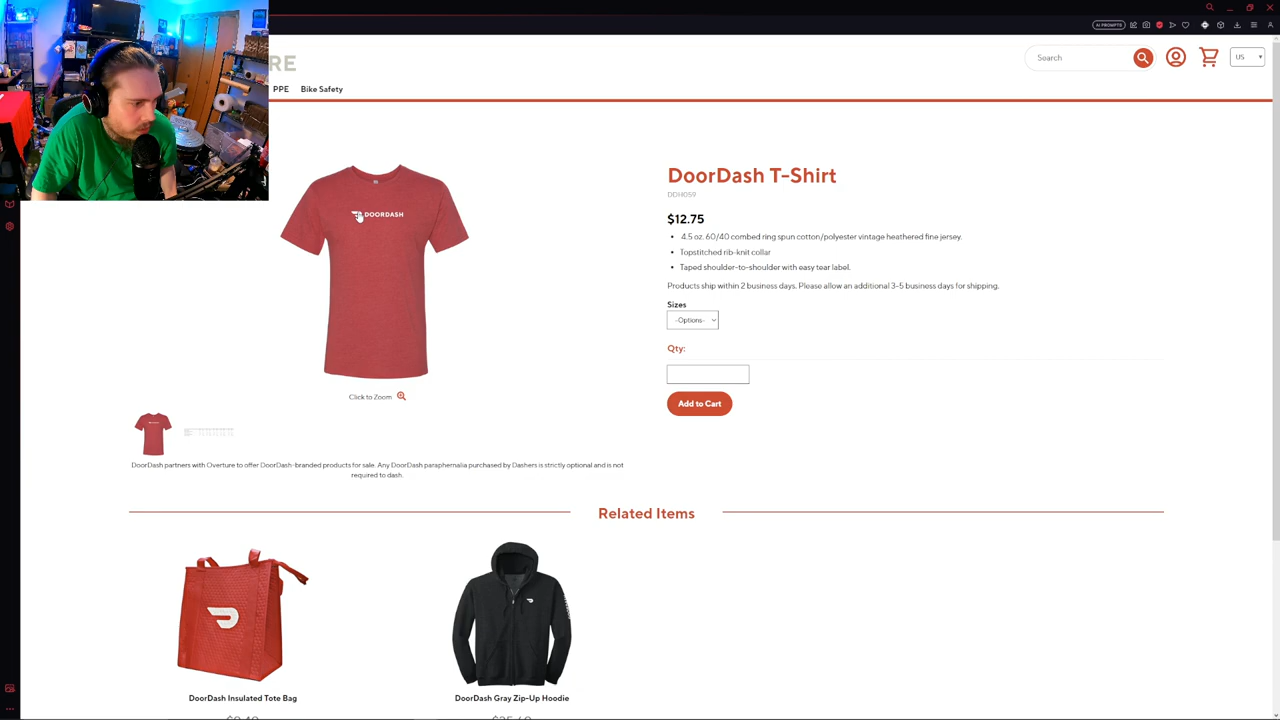 AI PROMPTS
RE
Search
US
PPE Bike Safety
DOORDASH
DoorDash T-Shirt
DDH059
$12.75
4.5 oz. 60/40 combed ring spun cotton/polyester vintage heathered fine jersey.
Topstitched rib-knit collar
Taped shoulder-to-shoulder with easy tear label.
Products ship within 2 business days. Please allow an additional 3-5 business days for shipping.
Sizes
-Options-
Qty:
Add to Cart
Click to Zoom
DoorDash partners with Overture to offer DoorDash-branded products for sale. Any DoorDash paraphernalia purchased by Dashers is strictly optional and is not
required to dash.
Related Items
DoorDash Insulated Tote Bag
DoorDash Gray Zip-Up Hoodie